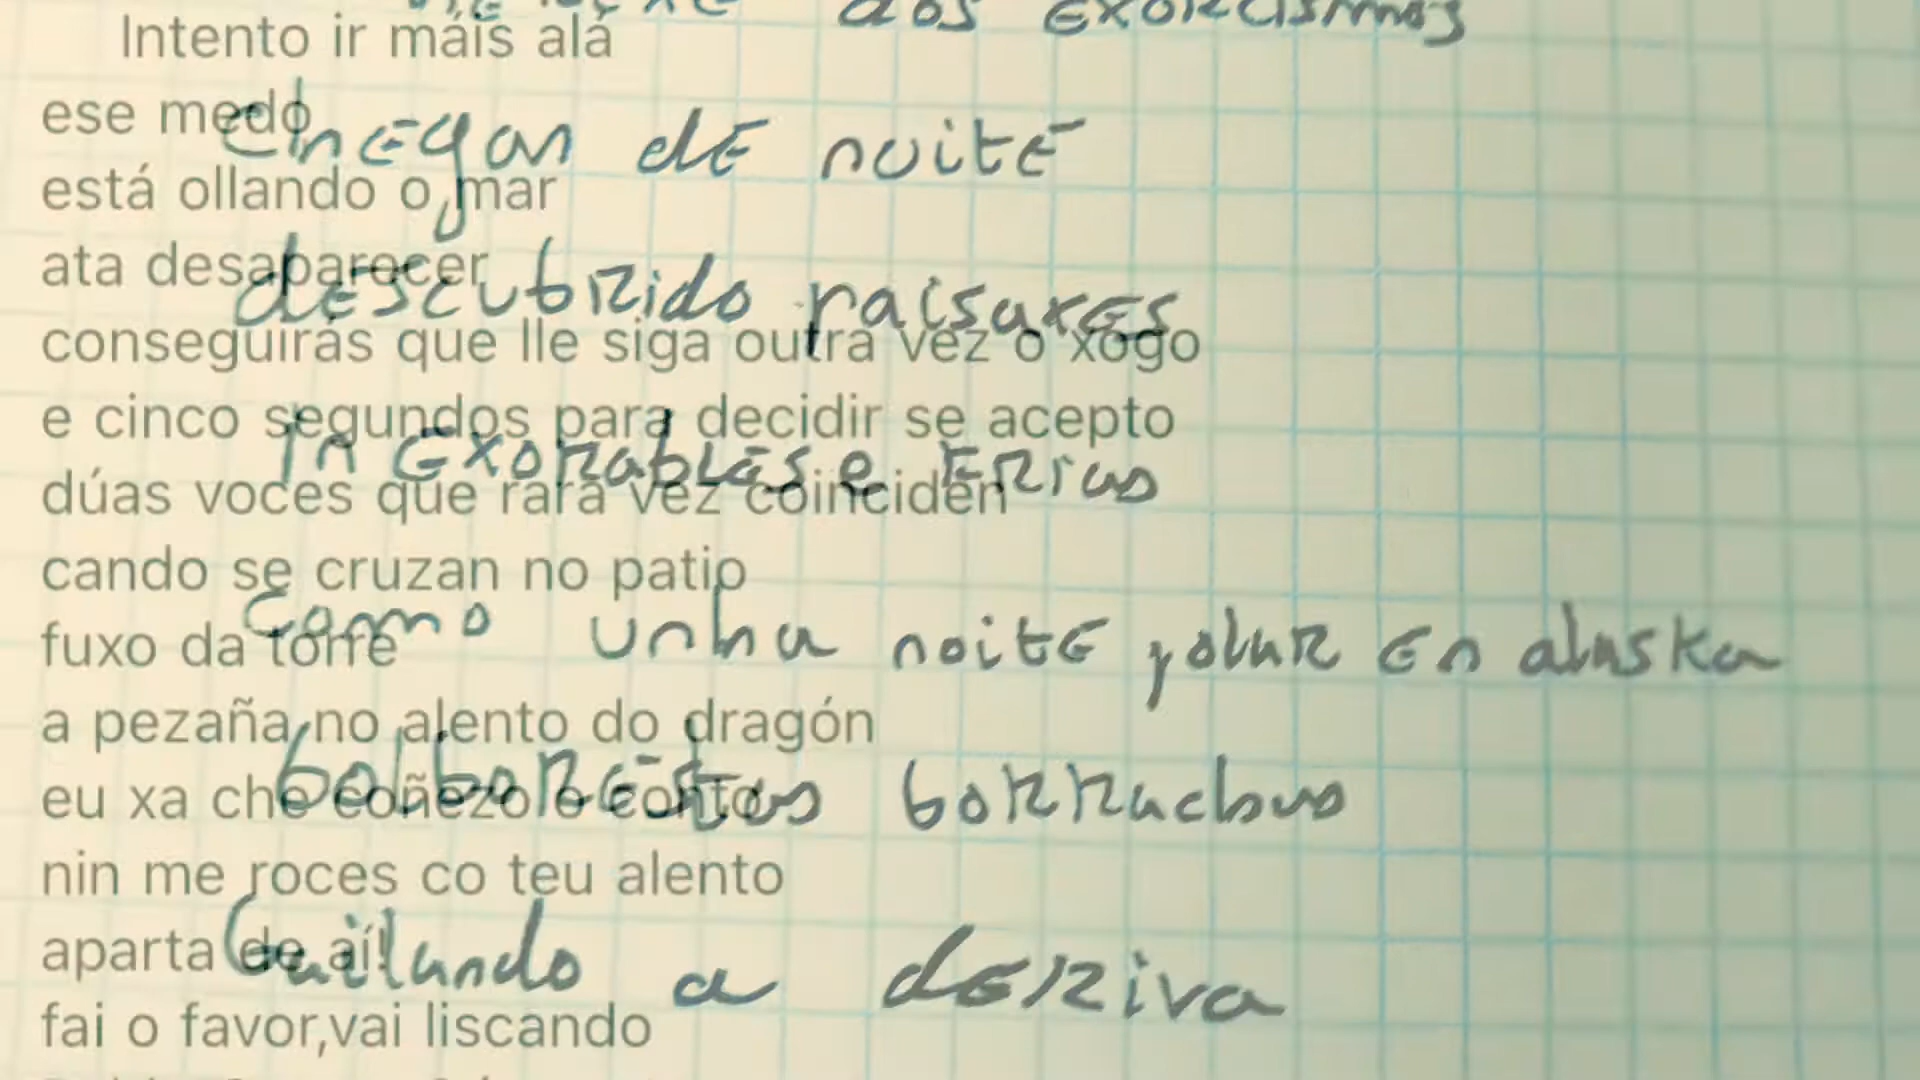 Intento ir máis alá
ese medo
está ollando o mar
ata desaparecer
conseguirás que lle siga outra vez o xogo
e cinco segundos para decidir se acepto
dúas voces que rara vez coinciden
cando se cruzan no patio
fuxo da torre
a pezaña no alento do dragón
eu xa che coñezo o conto
nin me roces co teu alento
aparta de aí!
fai o favor,vai liscando
dos exorcismos
chegan de noite
descubrido paisaxes
inexorables e frias
como unha noite polar en alaska
bolboretas borrachas
bailando a deriva